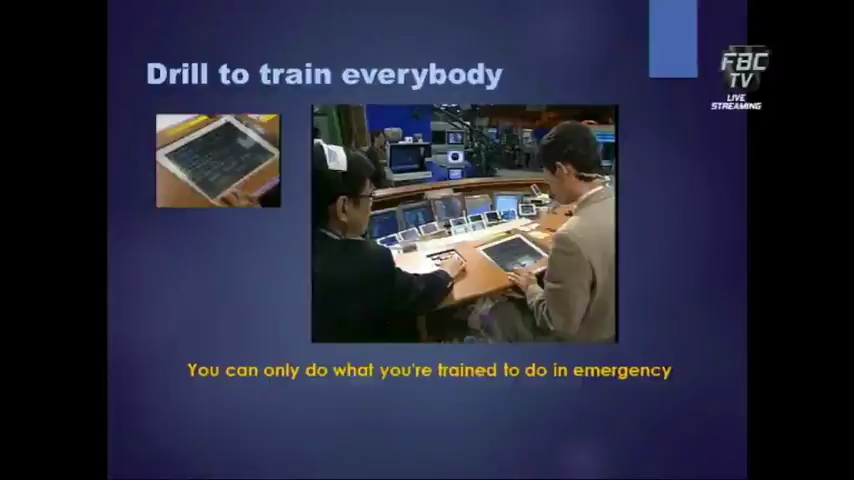 Drill to train everybody
FBC
TV
LIVE
STREAMING
You can only do what you're trained to do in emergency